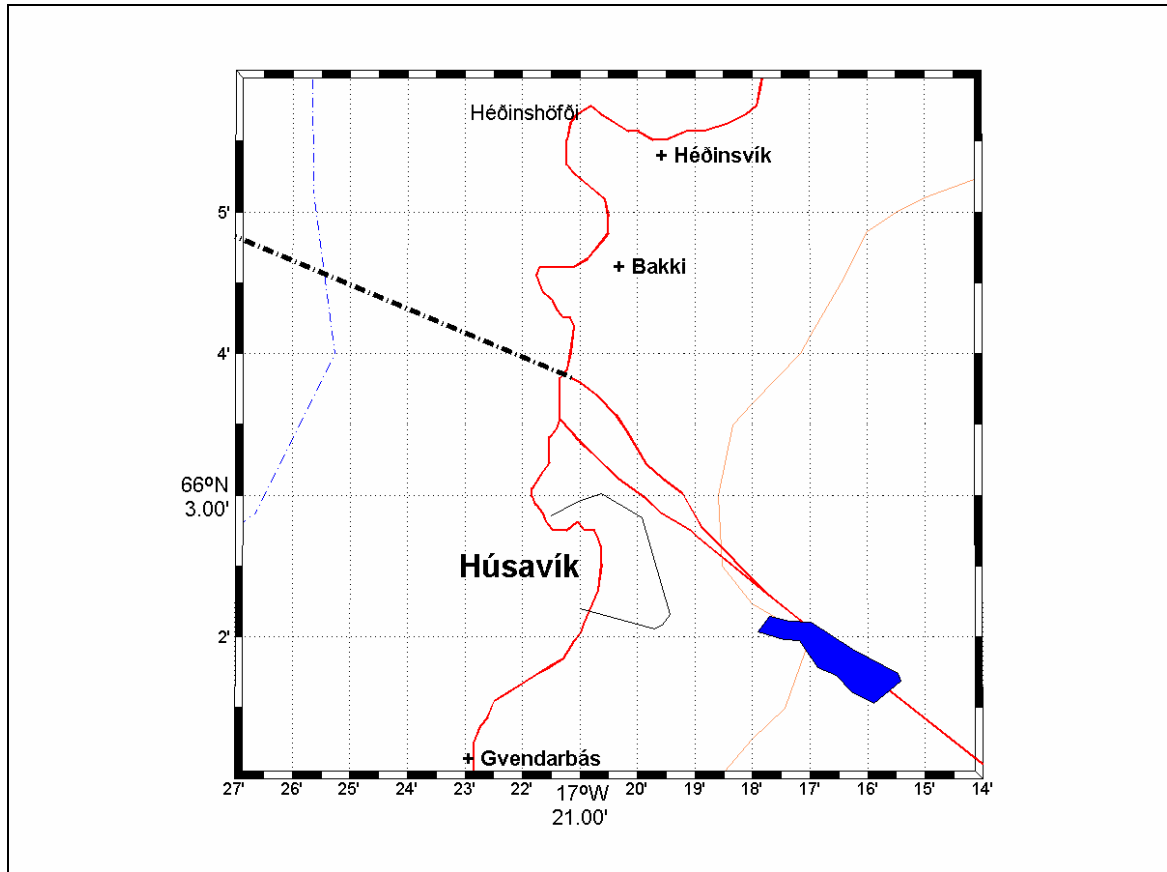 Héðinshöfði
+ Héðinsvík
5'
+ Bakki
4'
66ºN
3.00'
Húsavík
2'
+ Gvendarbás
27' 26' 25' 24' 23' 22' 17ºW 20' 19' 18' 17' 16' 15' 14'
21.00'